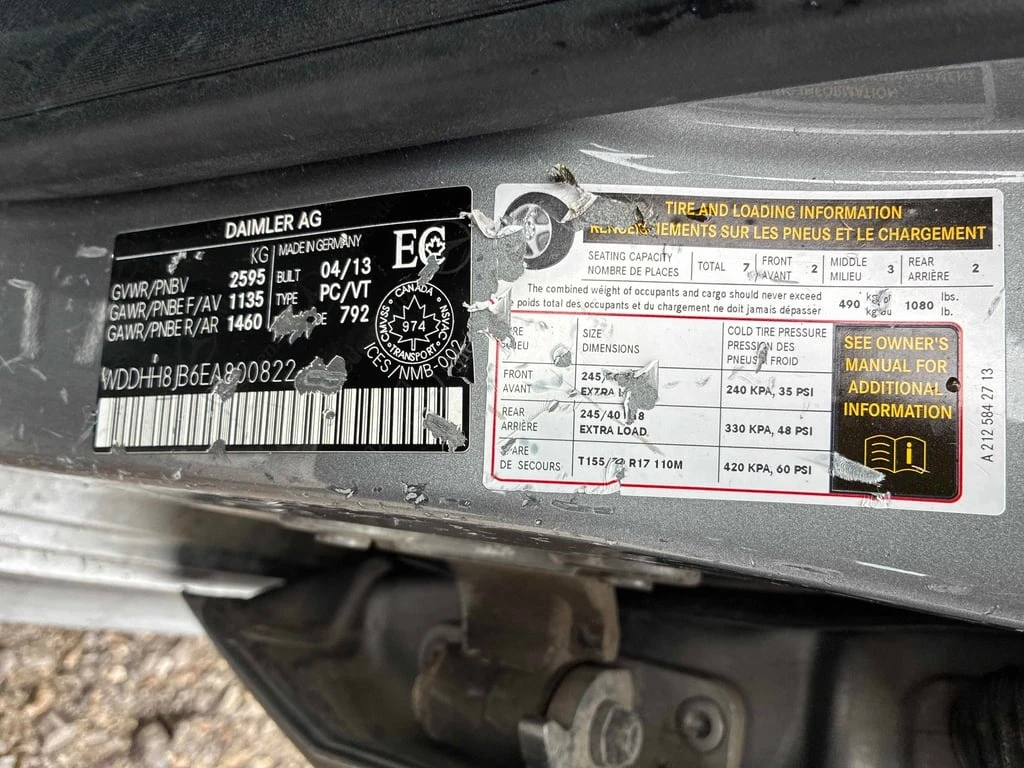 DAIMLER AG
KG MADE IN GERMANY
GVWR/PNBV 2595 BUILT 04/13
GAWR/PNBE F/AV 1135 TYPE PC/VT
GAWR/PNBE R/AR 1460 792
EC
CANADA
974
TRANSPORT
ICES/NMB-002
WDDHH8JB6EA800822
TIRE AND LOADING INFORMATION
SUR LES PNEUS ET LE CHARGEMENT
SEATING CAPACITY
NOMBRE DE PLACES
TOTAL 7
FRONT
AVANT 2
MIDDLE
MILIEU 3
REAR
ARRIÈRE 2
The combined weight of occupants and cargo should never exceed
poids total des occupants et du chargement ne doit jamais dépasser
490 1080 lbs.
lb.
SIZE
DIMENSIONS
COLD TIRE PRESSURE
PRESSION DES
PNEUS FROID
FRONT
AVANT
EXTRA
240 KPA, 35 PSI
REAR
ARRIÈRE
245/40
EXTRA LOAD
330 KPA, 48 PSI
DE SECOURS
R17 110M
420 KPA, 60 PSI
SEE OWNER'S
MANUAL FOR
ADDITIONAL
INFORMATION
A 212 584 27 13